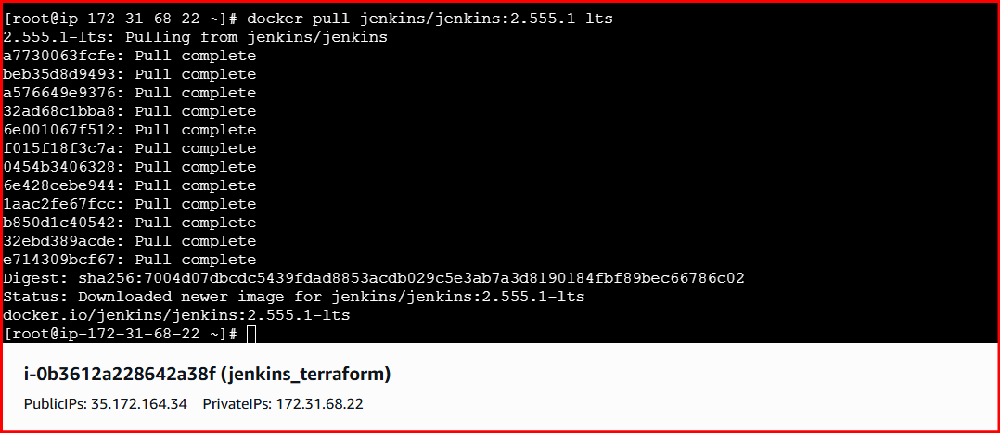 [root@ip-172-31-68-22 ~]# docker pull jenkins/jenkins:2.555.1-lts
2.555.1-lts: Pulling from jenkins/jenkins
a7730063fcfe: Pull complete
beb35d8d9493: Pull complete
a576649e9376: Pull complete
32ad68c1bba8: Pull complete
6e001067f512: Pull complete
f015f18f3c7a: Pull complete
0454b3406328: Pull complete
6e428cebe944: Pull complete
1aac2fe67fcc: Pull complete
b850d1c40542: Pull complete
32ebd389acde: Pull complete
e714309bcf67: Pull complete
Digest: sha256:7004d07dbcdc5439fdad8853acdb029c5e3ab7a3d8190184fbf89bec66786c02
Status: Downloaded newer image for jenkins/jenkins:2.555.1-lts
docker.io/jenkins/jenkins:2.555.1-lts
[root@ip-172-31-68-22 ~]#
i-0b3612a228642a38f (jenkins_terraform)
PublicIPs: 35.172.164.34 PrivateIPs: 172.31.68.22